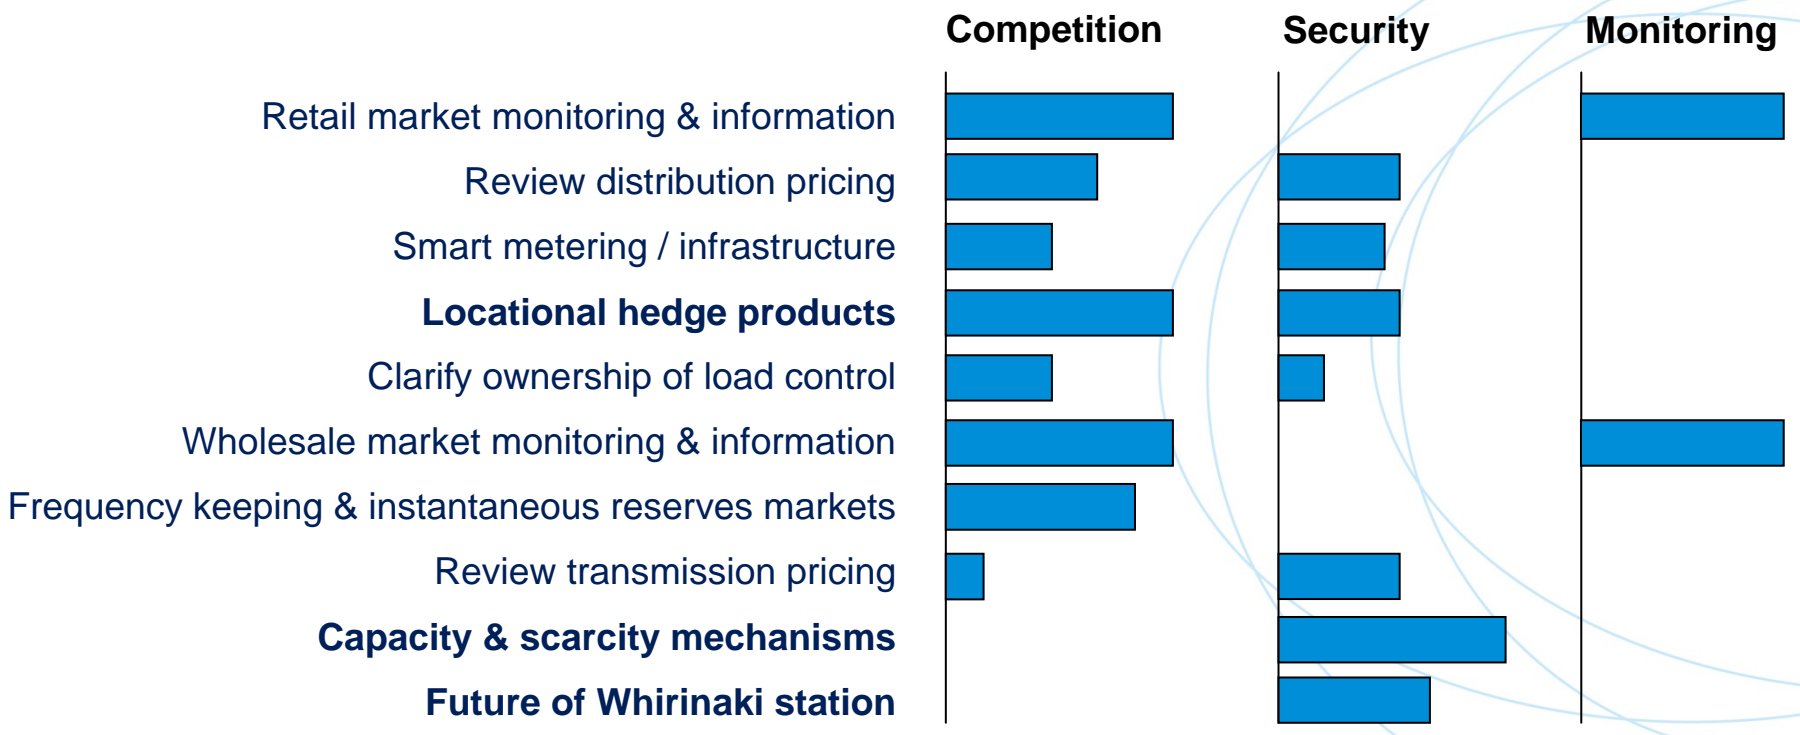 Competition Security Monitoring
Retail market monitoring & information
Review distribution pricing
Smart metering / infrastructure
Locational hedge products
Clarify ownership of load control
Wholesale market monitoring & information
Frequency keeping & instantaneous reserves markets
Review transmission pricing
Capacity & scarcity mechanisms
Future of Whirinaki station